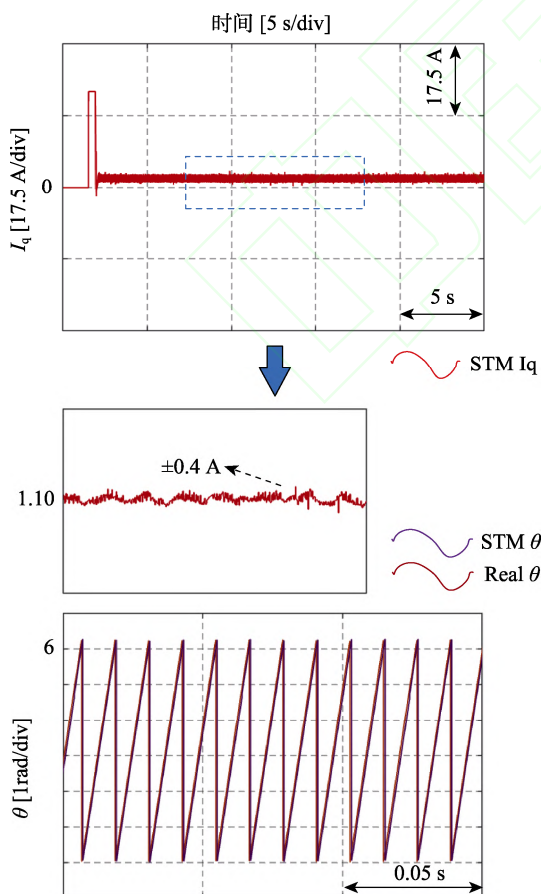 时间 [5 s/div]
17.5 A
Iq [17.5 A/div]
0
5 s
STM Iq
±0.4 A
1.10
STM θ
Real θ
6
θ [1rad/div]
0.05 s